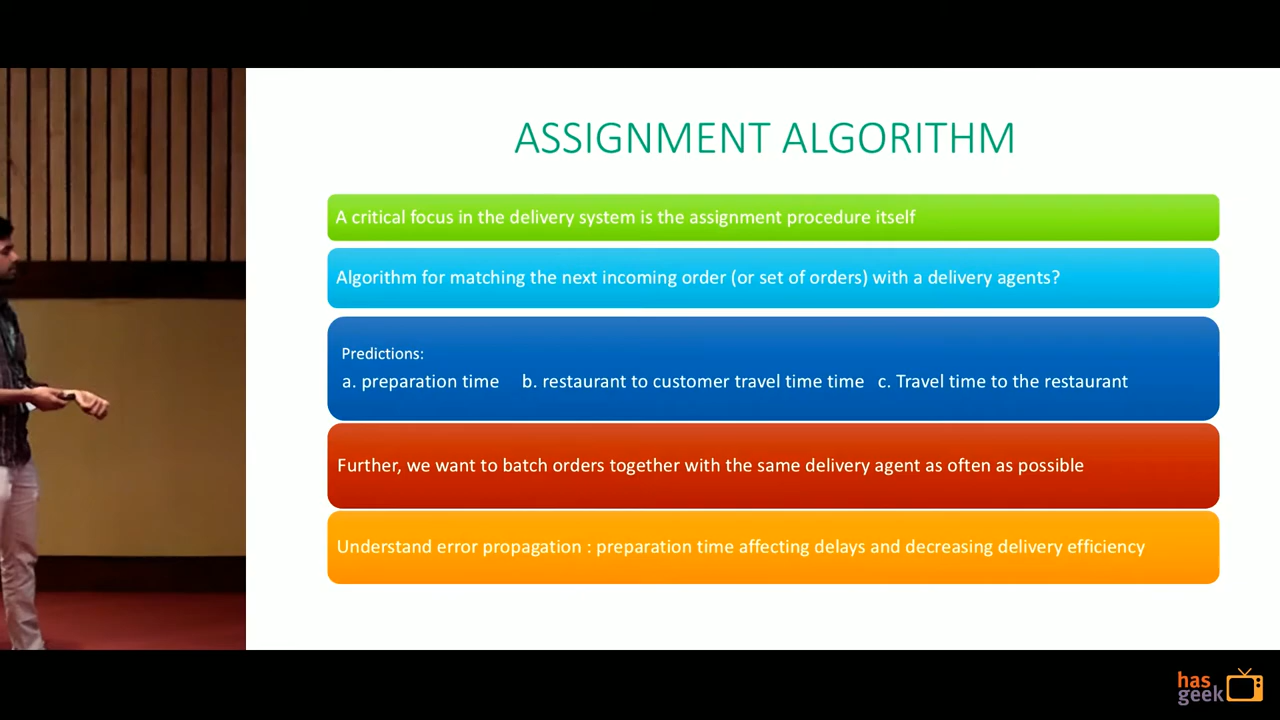 ASSIGNMENT ALGORITHM
A critical focus in the delivery system is the assignment procedure itself
Algorithm for matching the next incoming order (or set of orders) with a delivery agents?
Predictions:
a. preparation time b. restaurant to customer travel time time c. Travel time to the restaurant
Further, we want to batch orders together with the same delivery agent as often as possible
Understand error propagation : preparation time affecting delays and decreasing delivery efficiency
has
geek